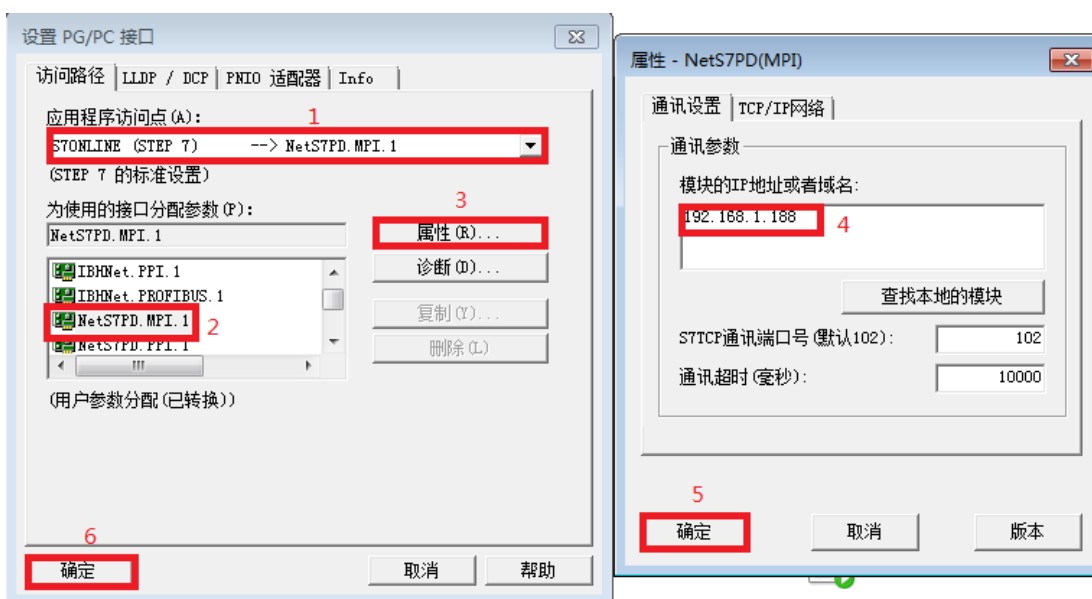 设置 PG/PC 接口
访问路径 LLDP / DCP PNIO 适配器 Info
应用程序访问点(A): 1
S7ONLINE (STEP 7) --> NetS7PD.MPI.1
(STEP 7 的标准设置)
为使用的接口分配参数(P): 3
NetS7PD.MPI.1 属性(R)...
IBHNet.PPI.1 诊断(D)...
IBHNet.PROFIBUS.1
NetS7PD.MPI.1 2 复制(Y)...
NetS7PD.PPI.1 删除(L)
(用户参数分配(已转换))
6
确定 取消 帮助
属性 - NetS7PD(MPI)
通讯设置 TCP/IP网络
通讯参数
模块的IP地址或者域名:
192.168.1.188 4
查找本地的模块
S7TCP通讯端口号(默认102): 102
通讯超时(毫秒): 10000
5
确定 取消 版本